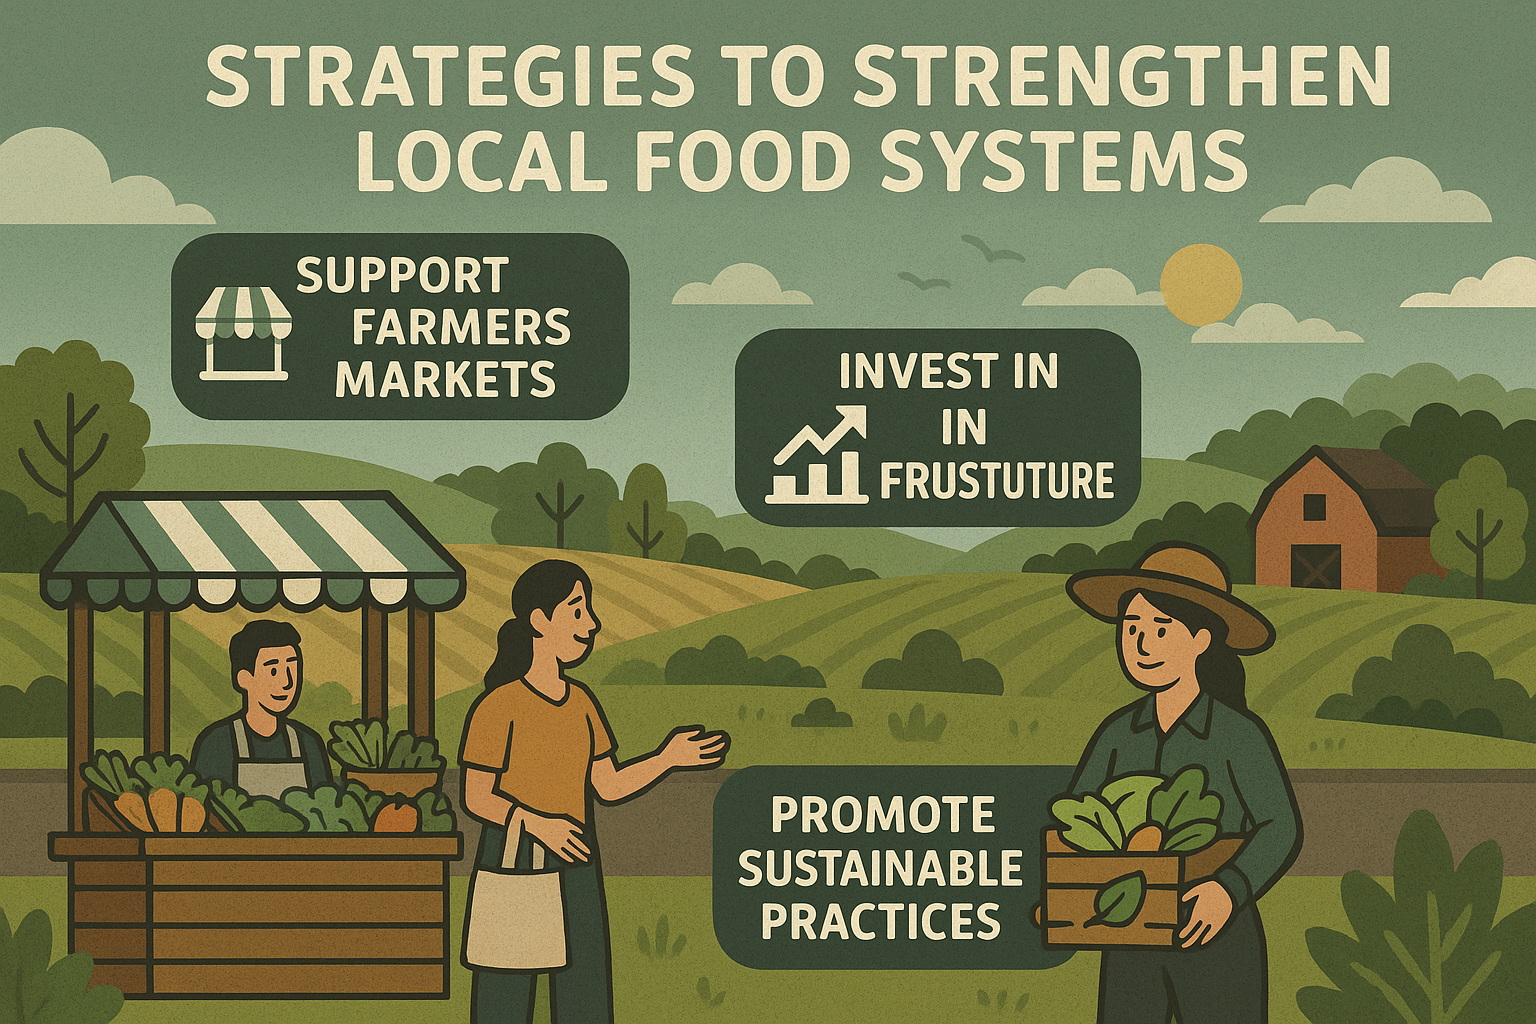 STRATEGIES TO STRENGTHEN
LOCAL FOOD SYSTEMS
SUPPORT
FARMERS
MARKETS
INVEST IN
IN
FRUSTUTURE
PROMOTE
SUSTAINABLE
PRACTICES